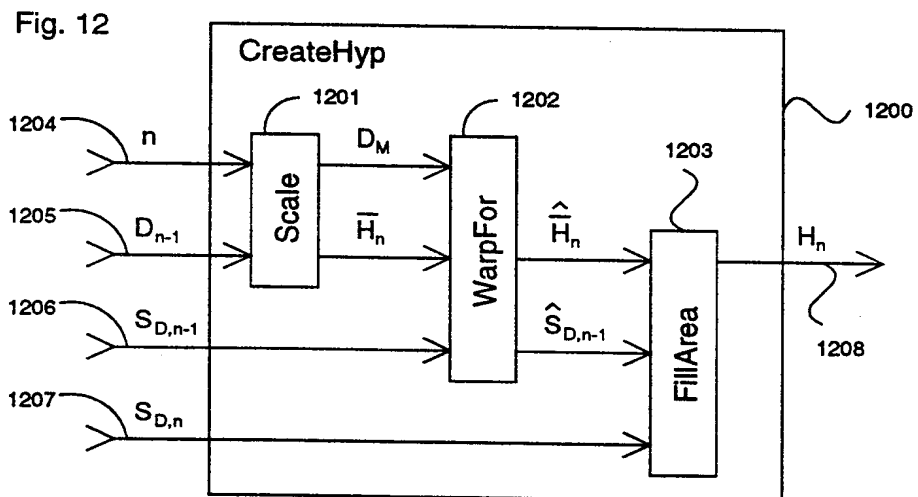 Fig. 12
CreateHyp
1201
1202
1200
1204
n
D_M
1203
1205
D_{n-1}
Scale
H̅_n
WarpFor
Ĥ̅_n
H_n
1206
S_{D,n-1}
Ŝ_{D,n-1}
FillArea
1208
1207
S_{D,n}